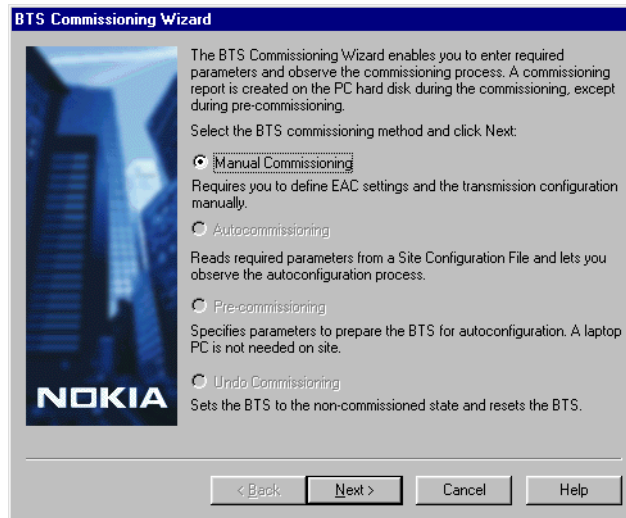 BTS Commissioning Wizard
The BTS Commissioning Wizard enables you to enter required
parameters and observe the commissioning process. A commissioning
report is created on the PC hard disk during the commissioning, except
during pre-commissioning.
Select the BTS commissioning method and click Next:
Manual Commissioning
Requires you to define EAC settings and the transmission configuration
manually.
Autocommissioning
Reads required parameters from a Site Configuration File and lets you
observe the autoconfiguration process.
Pre-commissioning
Specifies parameters to prepare the BTS for autoconfiguration. A laptop
PC is not needed on site.
Undo Commissioning
Sets the BTS to the non-commissioned state and resets the BTS.
NOKIA
< Back
Next >
Cancel
Help